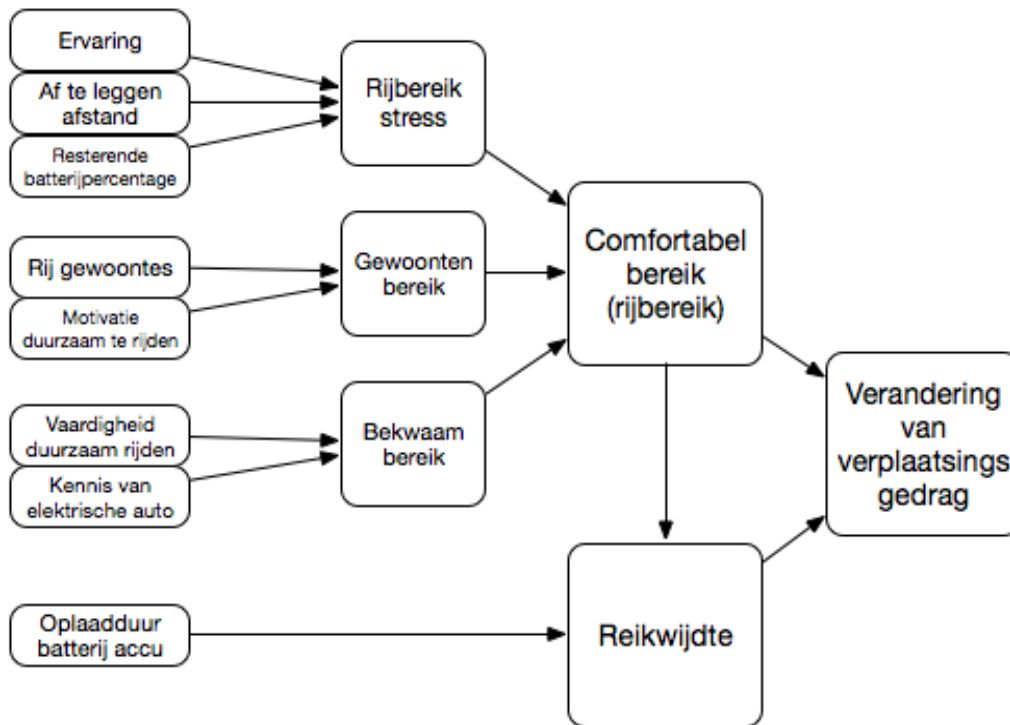 Ervaring
Af te leggen
afstand
Resterende
batterijpercentage
Rijbereik
stress
Rij gewoontes
Motivatie
duurzaam te rijden
Gewoonten
bereik
Vaardigheid
duurzaam rijden
Kennis van
elektrische auto
Bekwaam
bereik
Comfortabel
bereik
(rijbereik)
Verandering
van
verplaatsings
gedrag
Oplaadduur
batterij accu
Reikwijdte